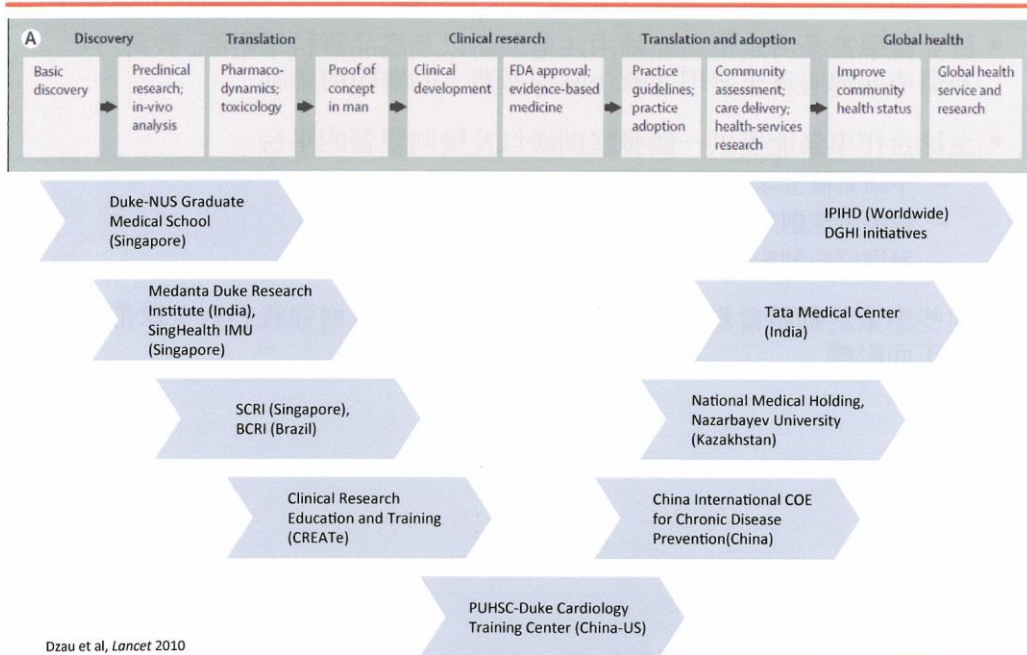 A
Discovery
Translation
Clinical research
Translation and adoption
Global health
Basic
discovery
Preclinical
research;
in-vivo
analysis
Pharmaco-
dynamics;
toxicology
Proof of
concept
in man
Clinical
development
FDA approval;
evidence-based
medicine
Practice
guidelines;
practice
adoption
Community
assessment;
care delivery;
health-services
research
Improve
community
health status
Global health
service and
research
Duke-NUS Graduate
Medical School
(Singapore)
IPIHD (Worldwide)
DGHI initiatives
Medanta Duke Research
Institute (India),
SingHealth IMU
(Singapore)
Tata Medical Center
(India)
SCRI (Singapore),
BCRI (Brazil)
National Medical Holding,
Nazarbayev University
(Kazakhstan)
Clinical Research
Education and Training
(CREATe)
China International COE
for Chronic Disease
Prevention(China)
PUHSC-Duke Cardiology
Training Center (China-US)
Dzau et al, Lancet 2010